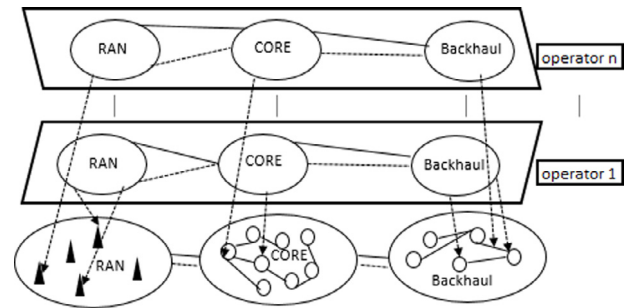 RAN
CORE
Backhaul
operator n
RAN
CORE
Backhaul
operator 1
RAN
CORE
Backhaul